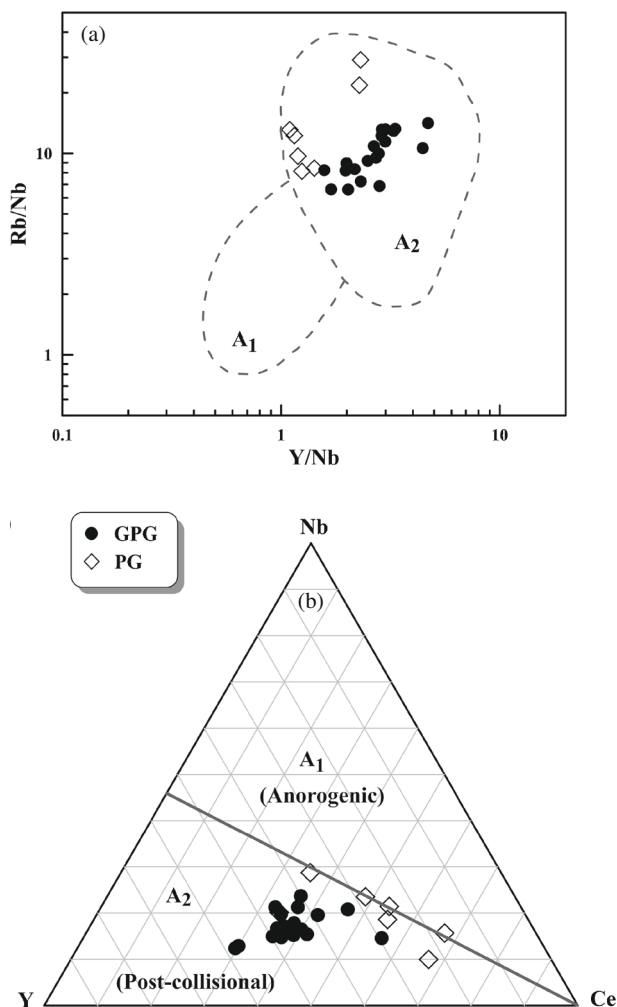 (a)
10
1
0.1
1
10
Rb/Nb
Y/Nb
A1
A2
GPG
PG
Nb
(b)
A1
(Anorogenic)
A2
(Post-collisional)
Y
Ce